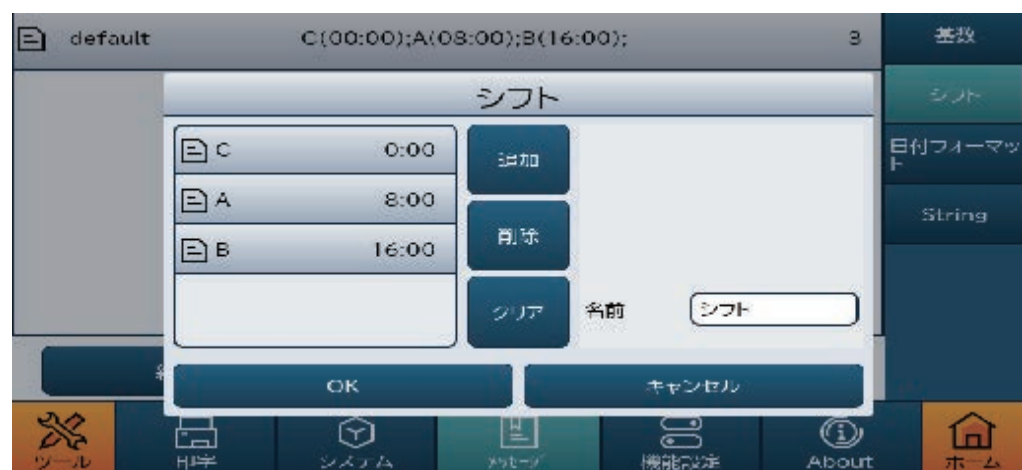 default C(00:00);A(08:00);B(16:00); 3
基数
シフト
シフト
日付フォーマット
String
C 0:00
A 8:00
B 16:00
追加
削除
クリア
名前 シフト
OK キャンセル
ツール 印字 システム メッセージ 機能設定 About ホーム